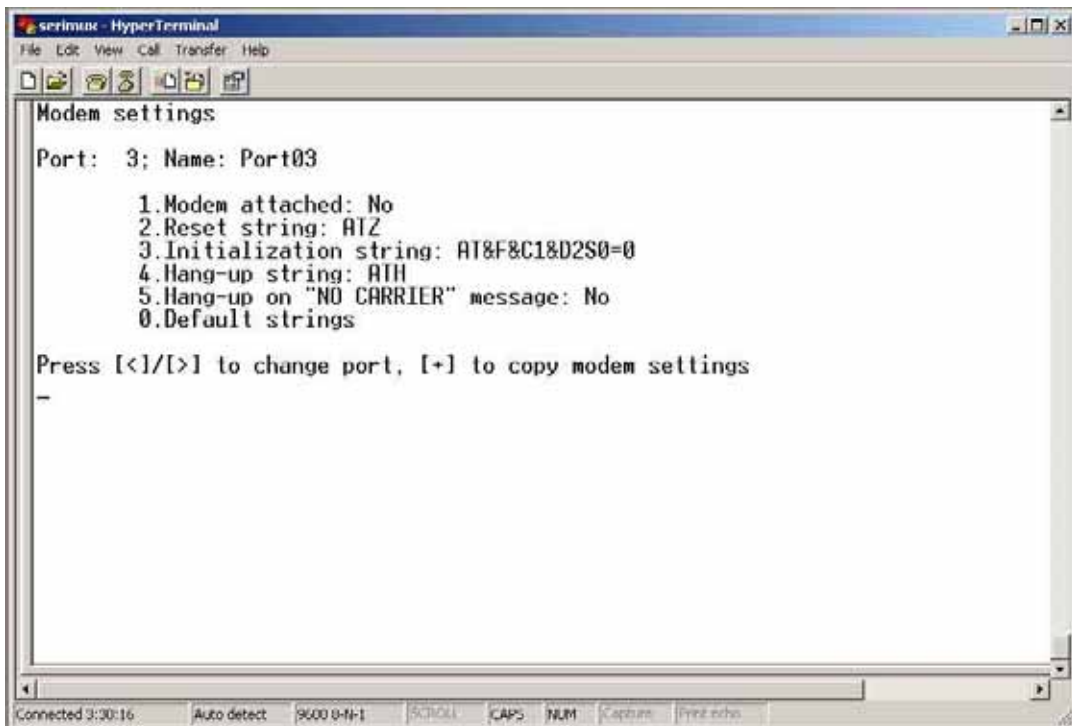 serimux - HyperTerminal
File Edit View Call Transfer Help
Modem settings
Port: 3; Name: Port03
1.Modem attached: No
2.Reset string: ATZ
3.Initialization string: AT&F&C1&D2S0=0
4.Hang-up string: ATH
5.Hang-up on "NO CARRIER" message: No
0.Default strings
Press [<]/[>] to change port, [+] to copy modem settings
Connected 3:30:16 Auto detect 9600 8-N-1 SCROLL CAPS NUM Capture Print echo